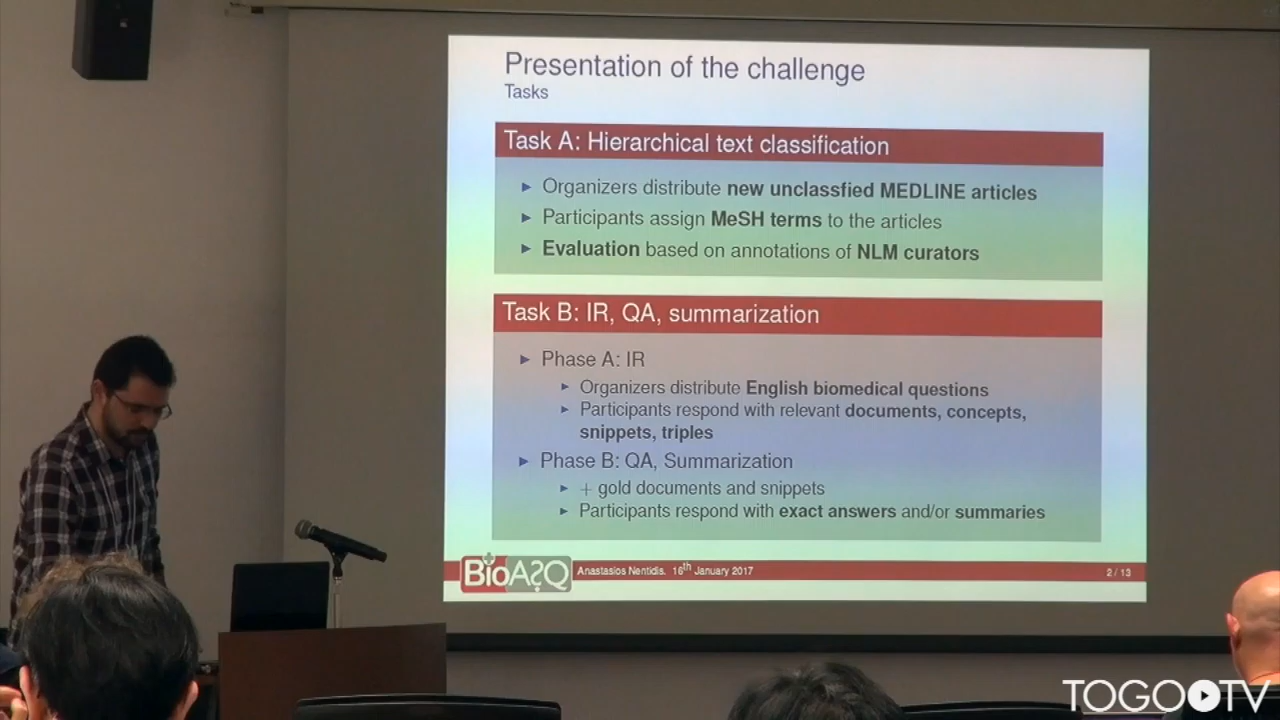 Presentation of the challenge
Tasks
Task A: Hierarchical text classification
Organizers distribute new unclassfied MEDLINE articles
Participants assign MeSH terms to the articles
Evaluation based on annotations of NLM curators
Task B: IR, QA, summarization
Phase A: IR
Organizers distribute English biomedical questions
Participants respond with relevant documents, concepts,
snippets, triples
Phase B: QA, Summarization
+ gold documents and snippets
Participants respond with exact answers and/or summaries
BioASQ Anastasios Nentidis. 16th January 2017 2 / 13
TOGOTV